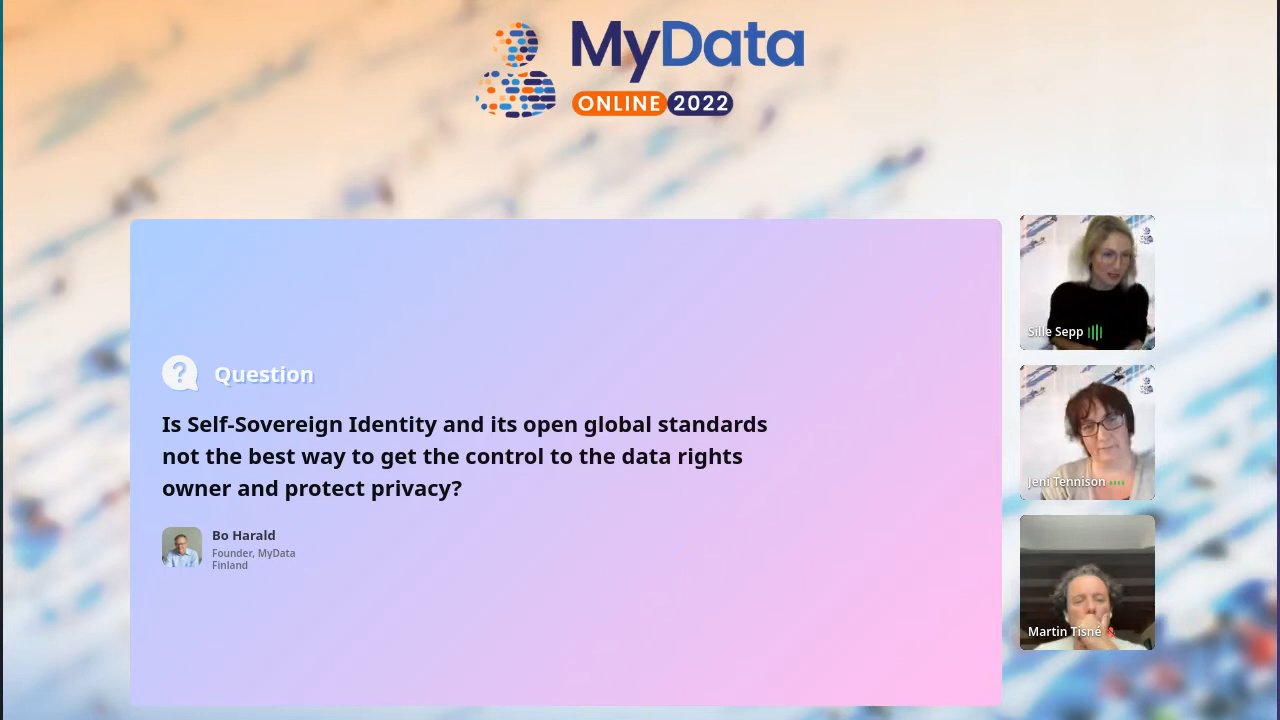 MyData
ONLINE 2022
Question
Is Self-Sovereign Identity and its open global standards
not the best way to get the control to the data rights
owner and protect privacy?
Bo Harald
Founder, MyData
Finland
Sille Sepp
Jeni Tennison
Martin Tisné